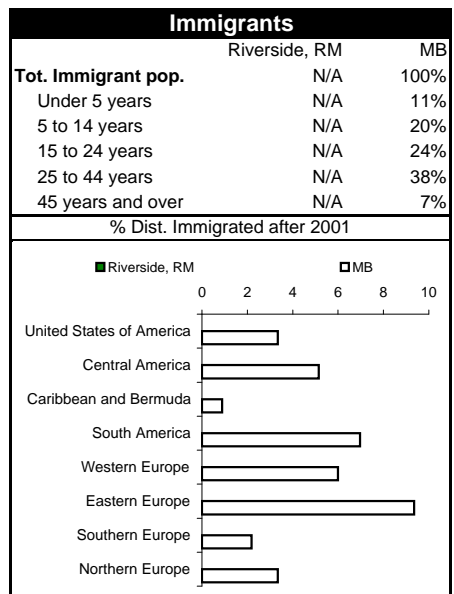 Immigrants
Riverside, RM MB
Tot. Immigrant pop. N/A 100%
Under 5 years N/A 11%
5 to 14 years N/A 20%
15 to 24 years N/A 24%
25 to 44 years N/A 38%
45 years and over N/A 7%
% Dist. Immigrated after 2001
Riverside, RM MB
0 2 4 6 8 10
United States of America
Central America
Caribbean and Bermuda
South America
Western Europe
Eastern Europe
Southern Europe
Northern Europe